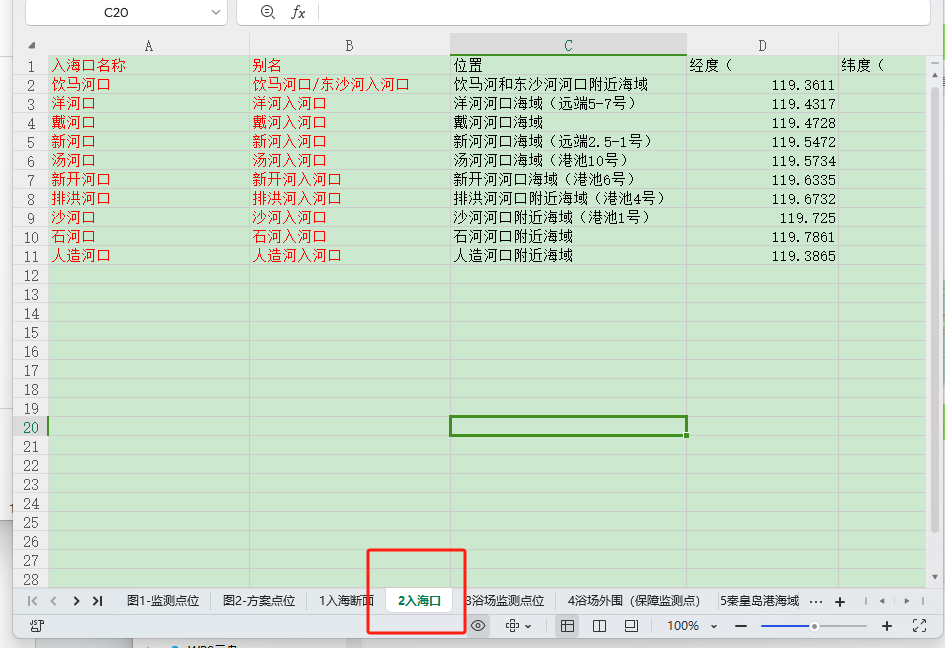 C20 fx
A B C D
1 入海口名称 别名 位置 经度（ 纬度（
2 饮马河口 饮马河口/东沙河入河口 饮马河和东沙河河口附近海域 119.3611
3 洋河口 洋河入河口 洋河河口海域（远端5-7号） 119.4317
4 戴河口 戴河入河口 戴河河口海域 119.4728
5 新河口 新河入河口 新河河口海域（远端2.5-1号） 119.5472
6 汤河口 汤河入河口 汤河河口海域（港池10号） 119.5734
7 新开河口 新开河入河口 新开河河口海域（港池6号） 119.6335
8 排洪河口 排洪河入河口 排洪河河口附近海域（港池4号） 119.6732
9 沙河口 沙河入河口 沙河河口附近海域（港池1号） 119.725
10 石河口 石河入河口 石河河口附近海域 119.7861
11 人造河口 人造河入河口 人造河口附近海域 119.3865
12
13
14
15
16
17
18
19
20
21
22
23
24
25
26
27
28
图1-监测点位 图2-方案点位 1入海断面 2入海口 3浴场监测点位 4浴场外围（保障监测点） 5秦皇岛港海域 ··· +
100% − +